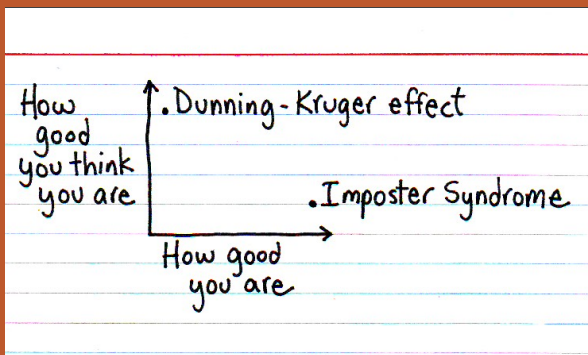 How
good
you think
you are
.Dunning-Kruger effect
.Imposter Syndrome
How good
you are